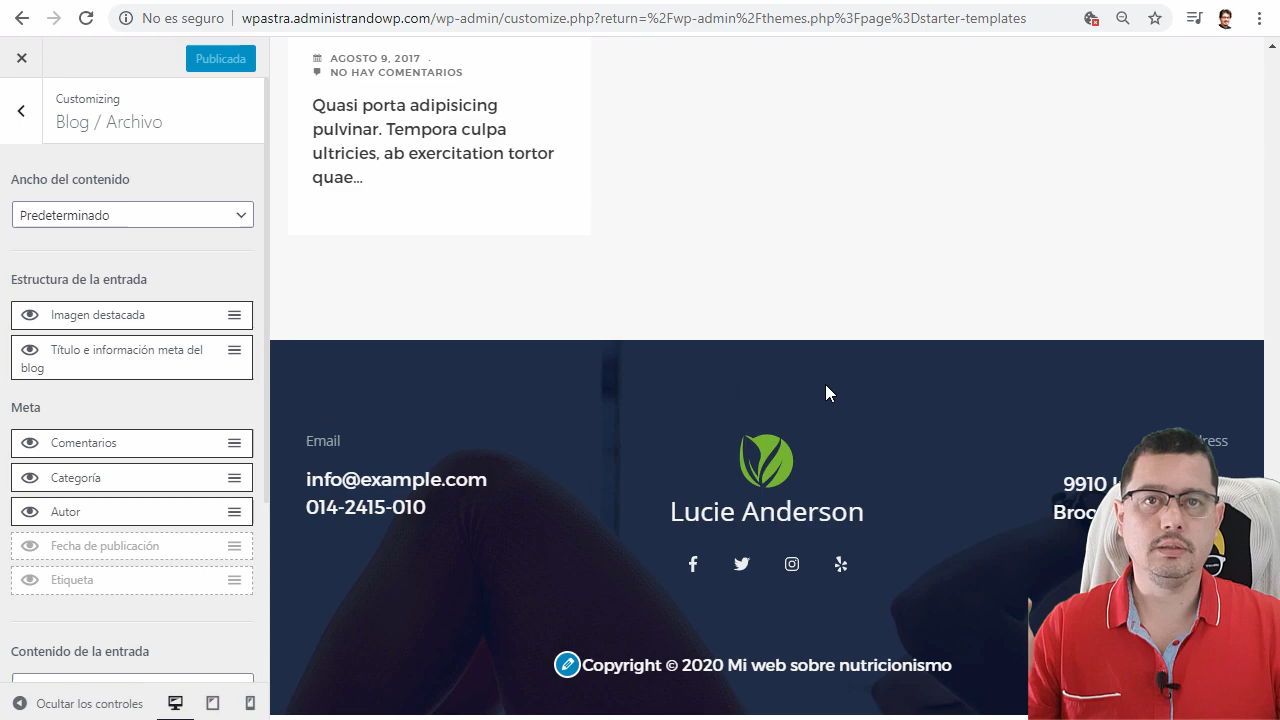 No es seguro
wpastra.administrandowp.com/wp-admin/customize.php?return=%2Fwp-admin%2Fthemes.php%3Fpage%3Dstarter-templates
Publicada
Customizing
Blog / Archivo
Ancho del contenido
Predeterminado
Estructura de la entrada
Imagen destacada
Título e información meta del
blog
Meta
Comentarios
Categoría
Autor
Fecha de publicación
Etiqueta
Contenido de la entrada
Ocultar los controles
AGOSTO 9, 2017 .
NO HAY COMENTARIOS
Quasi porta adipisicing
pulvinar. Tempora culpa
ultricies, ab exercitation tortor
quae...
Email
info@example.com
014-2415-010
Lucie Anderson
9910
Copyright © 2020 Mi web sobre nutricionismo